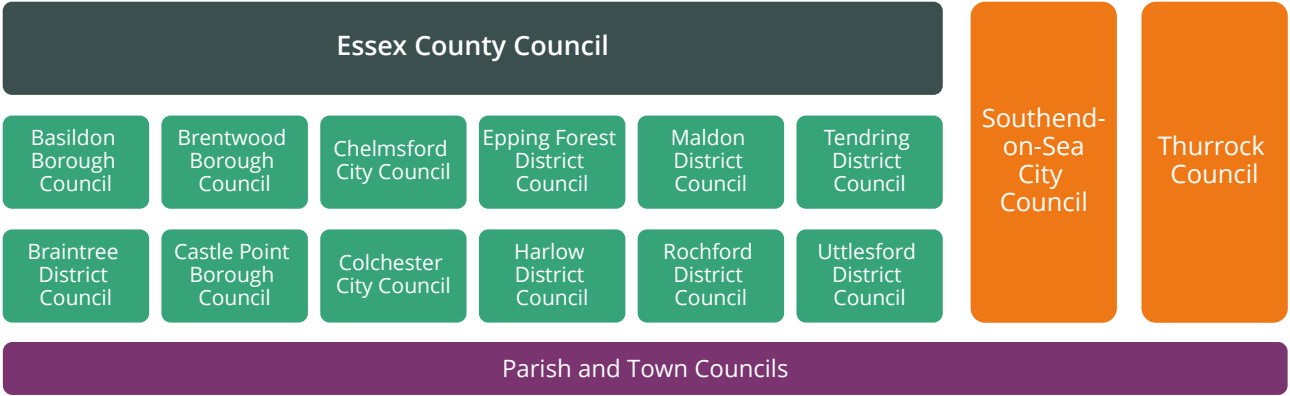 Essex County Council
Basildon
Borough
Council
Brentwood
Borough
Council
Chelmsford
City Council
Epping Forest
District
Council
Maldon
District
Council
Tendring
District
Council
Braintree
District
Council
Castle Point
Borough
Council
Colchester
City Council
Harlow
District
Council
Rochford
District
Council
Uttlesford
District
Council
Southend-
on-Sea
City
Council
Thurrock
Council
Parish and Town Councils